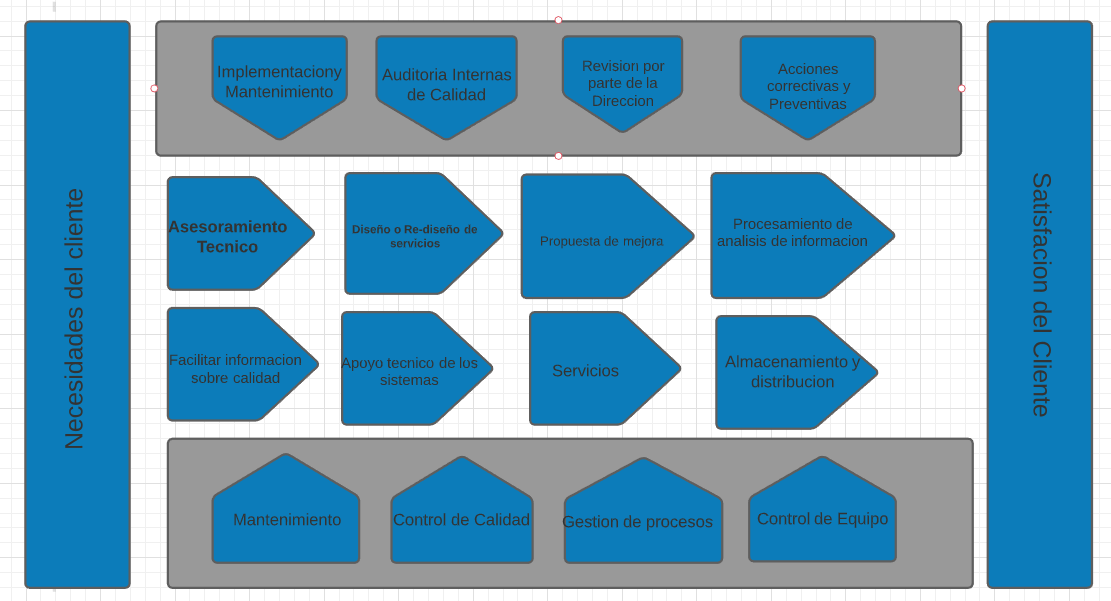 Necesidades del cliente
Implementaciony
Mantenimiento
Auditoria Internas
de Calidad
Revision por
parte de la
Direccion
Acciones
correctivas y
Preventivas
Asesoramiento
Tecnico
Diseño o Re-diseño de
servicios
Propuesta de mejora
Procesamiento de
analisis de informacion
Facilitar informacion
sobre calidad
Apoyo tecnico de los
sistemas
Servicios
Almacenamiento y
distribucion
Mantenimiento
Control de Calidad
Gestion de procesos
Control de Equipo
Satisfacion del Cliente